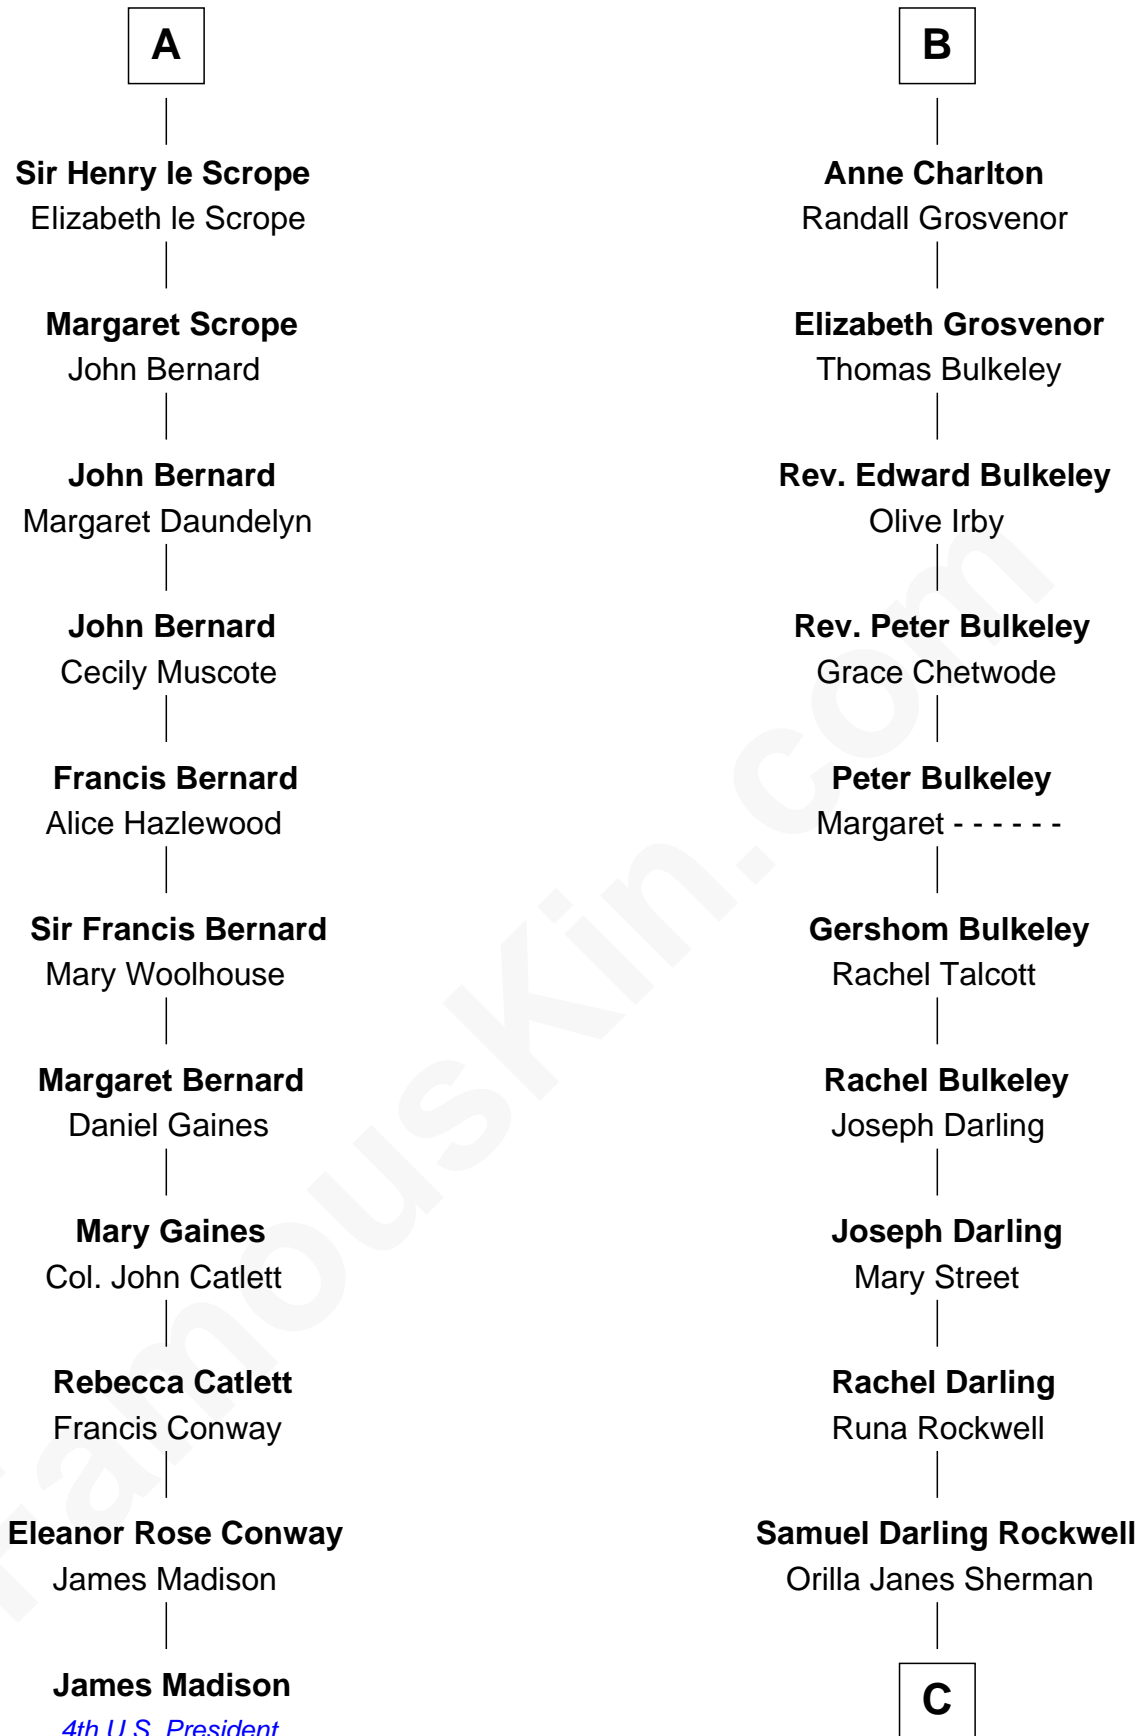 A
Sir Henry le Scrope
Elizabeth le Scrope
Margaret Scrope
John Bernard
John Bernard
Margaret Daundelyn
John Bernard
Cecily Muscote
Francis Bernard
Alice Hazlewood
Sir Francis Bernard
Mary Woolhouse
Margaret Bernard
Daniel Gaines
Mary Gaines
Col. John Catlett
Rebecca Catlett
Francis Conway
Eleanor Rose Conway
James Madison
James Madison
4th U.S. President
B
Anne Charlton
Randall Grosvenor
Elizabeth Grosvenor
Thomas Bulkeley
Rev. Edward Bulkeley
Olive Irby
Rev. Peter Bulkeley
Grace Chetwode
Peter Bulkeley
Margaret - - - - - -
Gershom Bulkeley
Rachel Talcott
Rachel Bulkeley
Joseph Darling
Joseph Darling
Mary Street
Rachel Darling
Runa Rockwell
Samuel Darling Rockwell
Orilla Janes Sherman
C
FamousKin.com